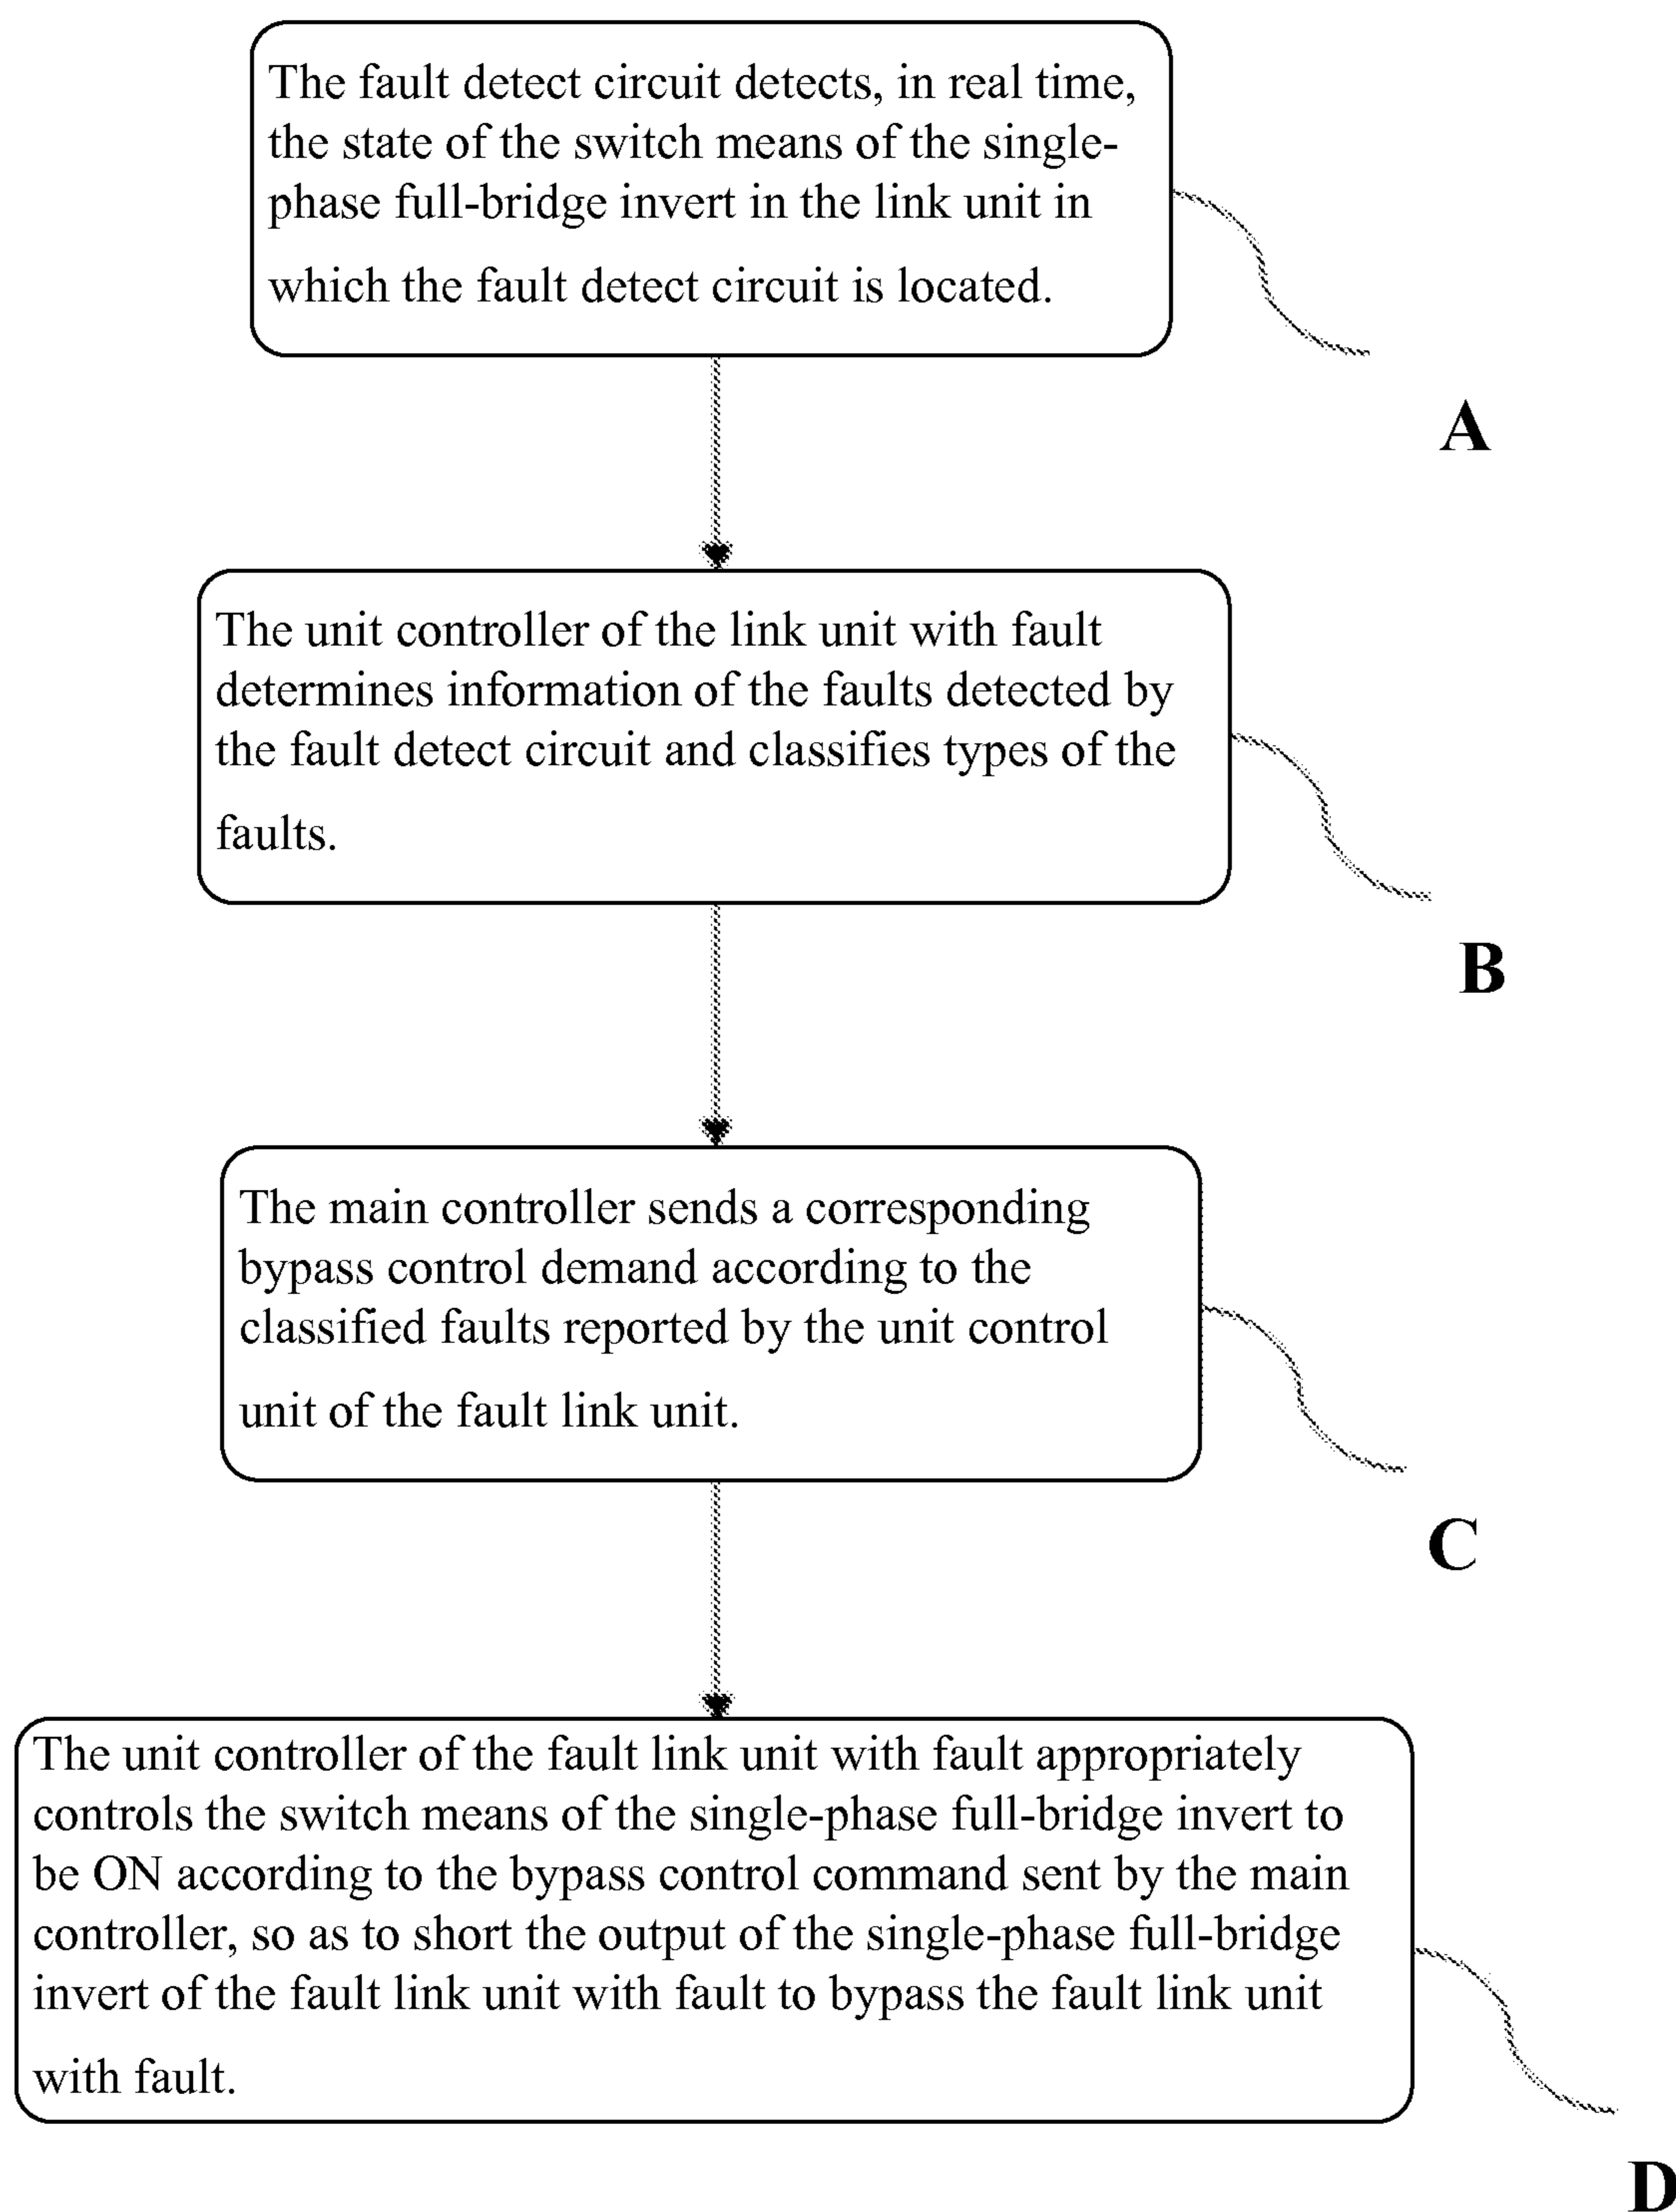 The fault detect circuit detects, in real time,
the state of the switch means of the single-
phase full-bridge invert in the link unit in
which the fault detect circuit is located.
A
The unit controller of the link unit with fault
determines information of the faults detected by
the fault detect circuit and classifies types of the
faults.
B
The main controller sends a corresponding
bypass control demand according to the
classified faults reported by the unit control
unit of the fault link unit.
C
The unit controller of the fault link unit with fault appropriately
controls the switch means of the single-phase full-bridge invert to
be ON according to the bypass control command sent by the main
controller, so as to short the output of the single-phase full-bridge
invert of the fault link unit with fault to bypass the fault link unit
with fault.
D